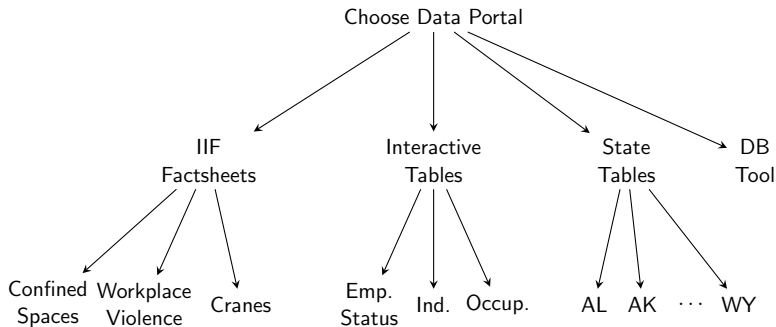 Choose Data Portal
IIF
Factsheets
Interactive
Tables
State
Tables
DB
Tool
Confined
Spaces
Workplace
Violence
Cranes
Emp.
Status
Ind.
Occup.
AL
AK
...
WY